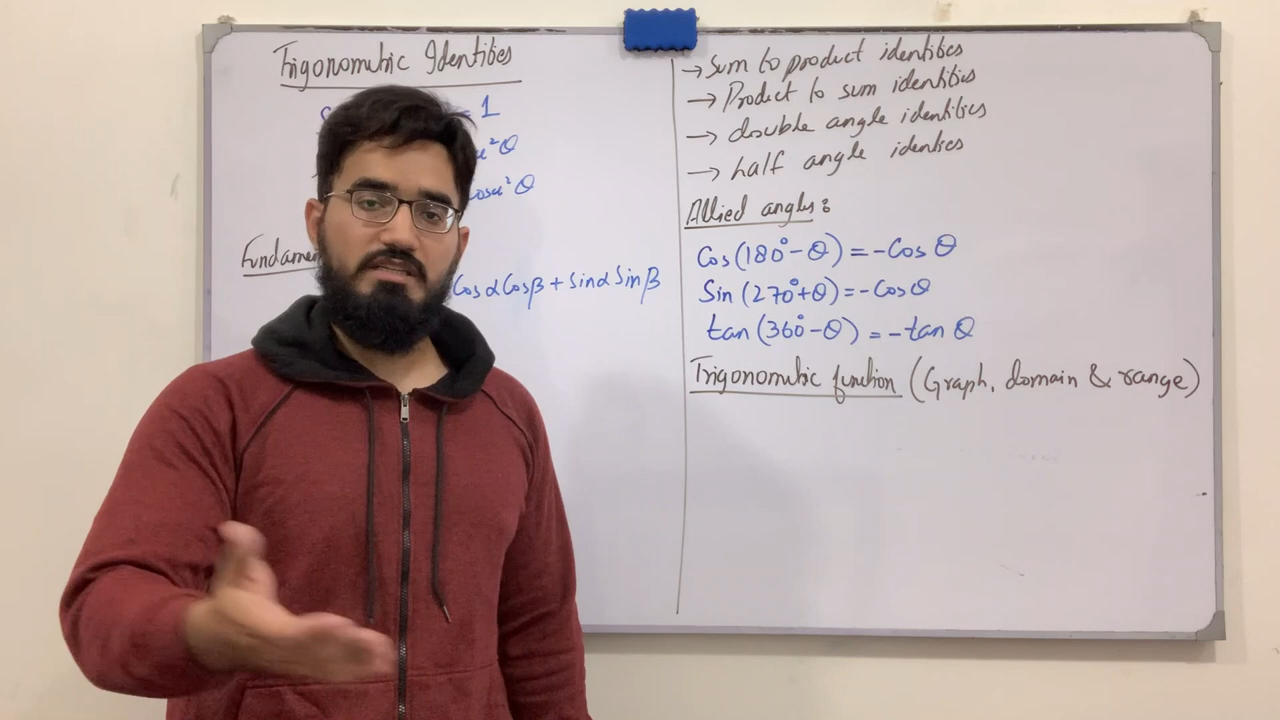 Trigonometric Identities
= 1
θ
cosec²θ
Fundamen
Cos α Cos β + Sin α Sin β
→ Sum to product identities
→ Product to sum identities
→ double angle identities
→ half angle identies
Allied angles:
Cos (180° - θ) = - Cos θ
Sin (270° + θ) = - Cos θ
tan (360° - θ) = - tan θ
Trigonometric function (Graph, domain & range)